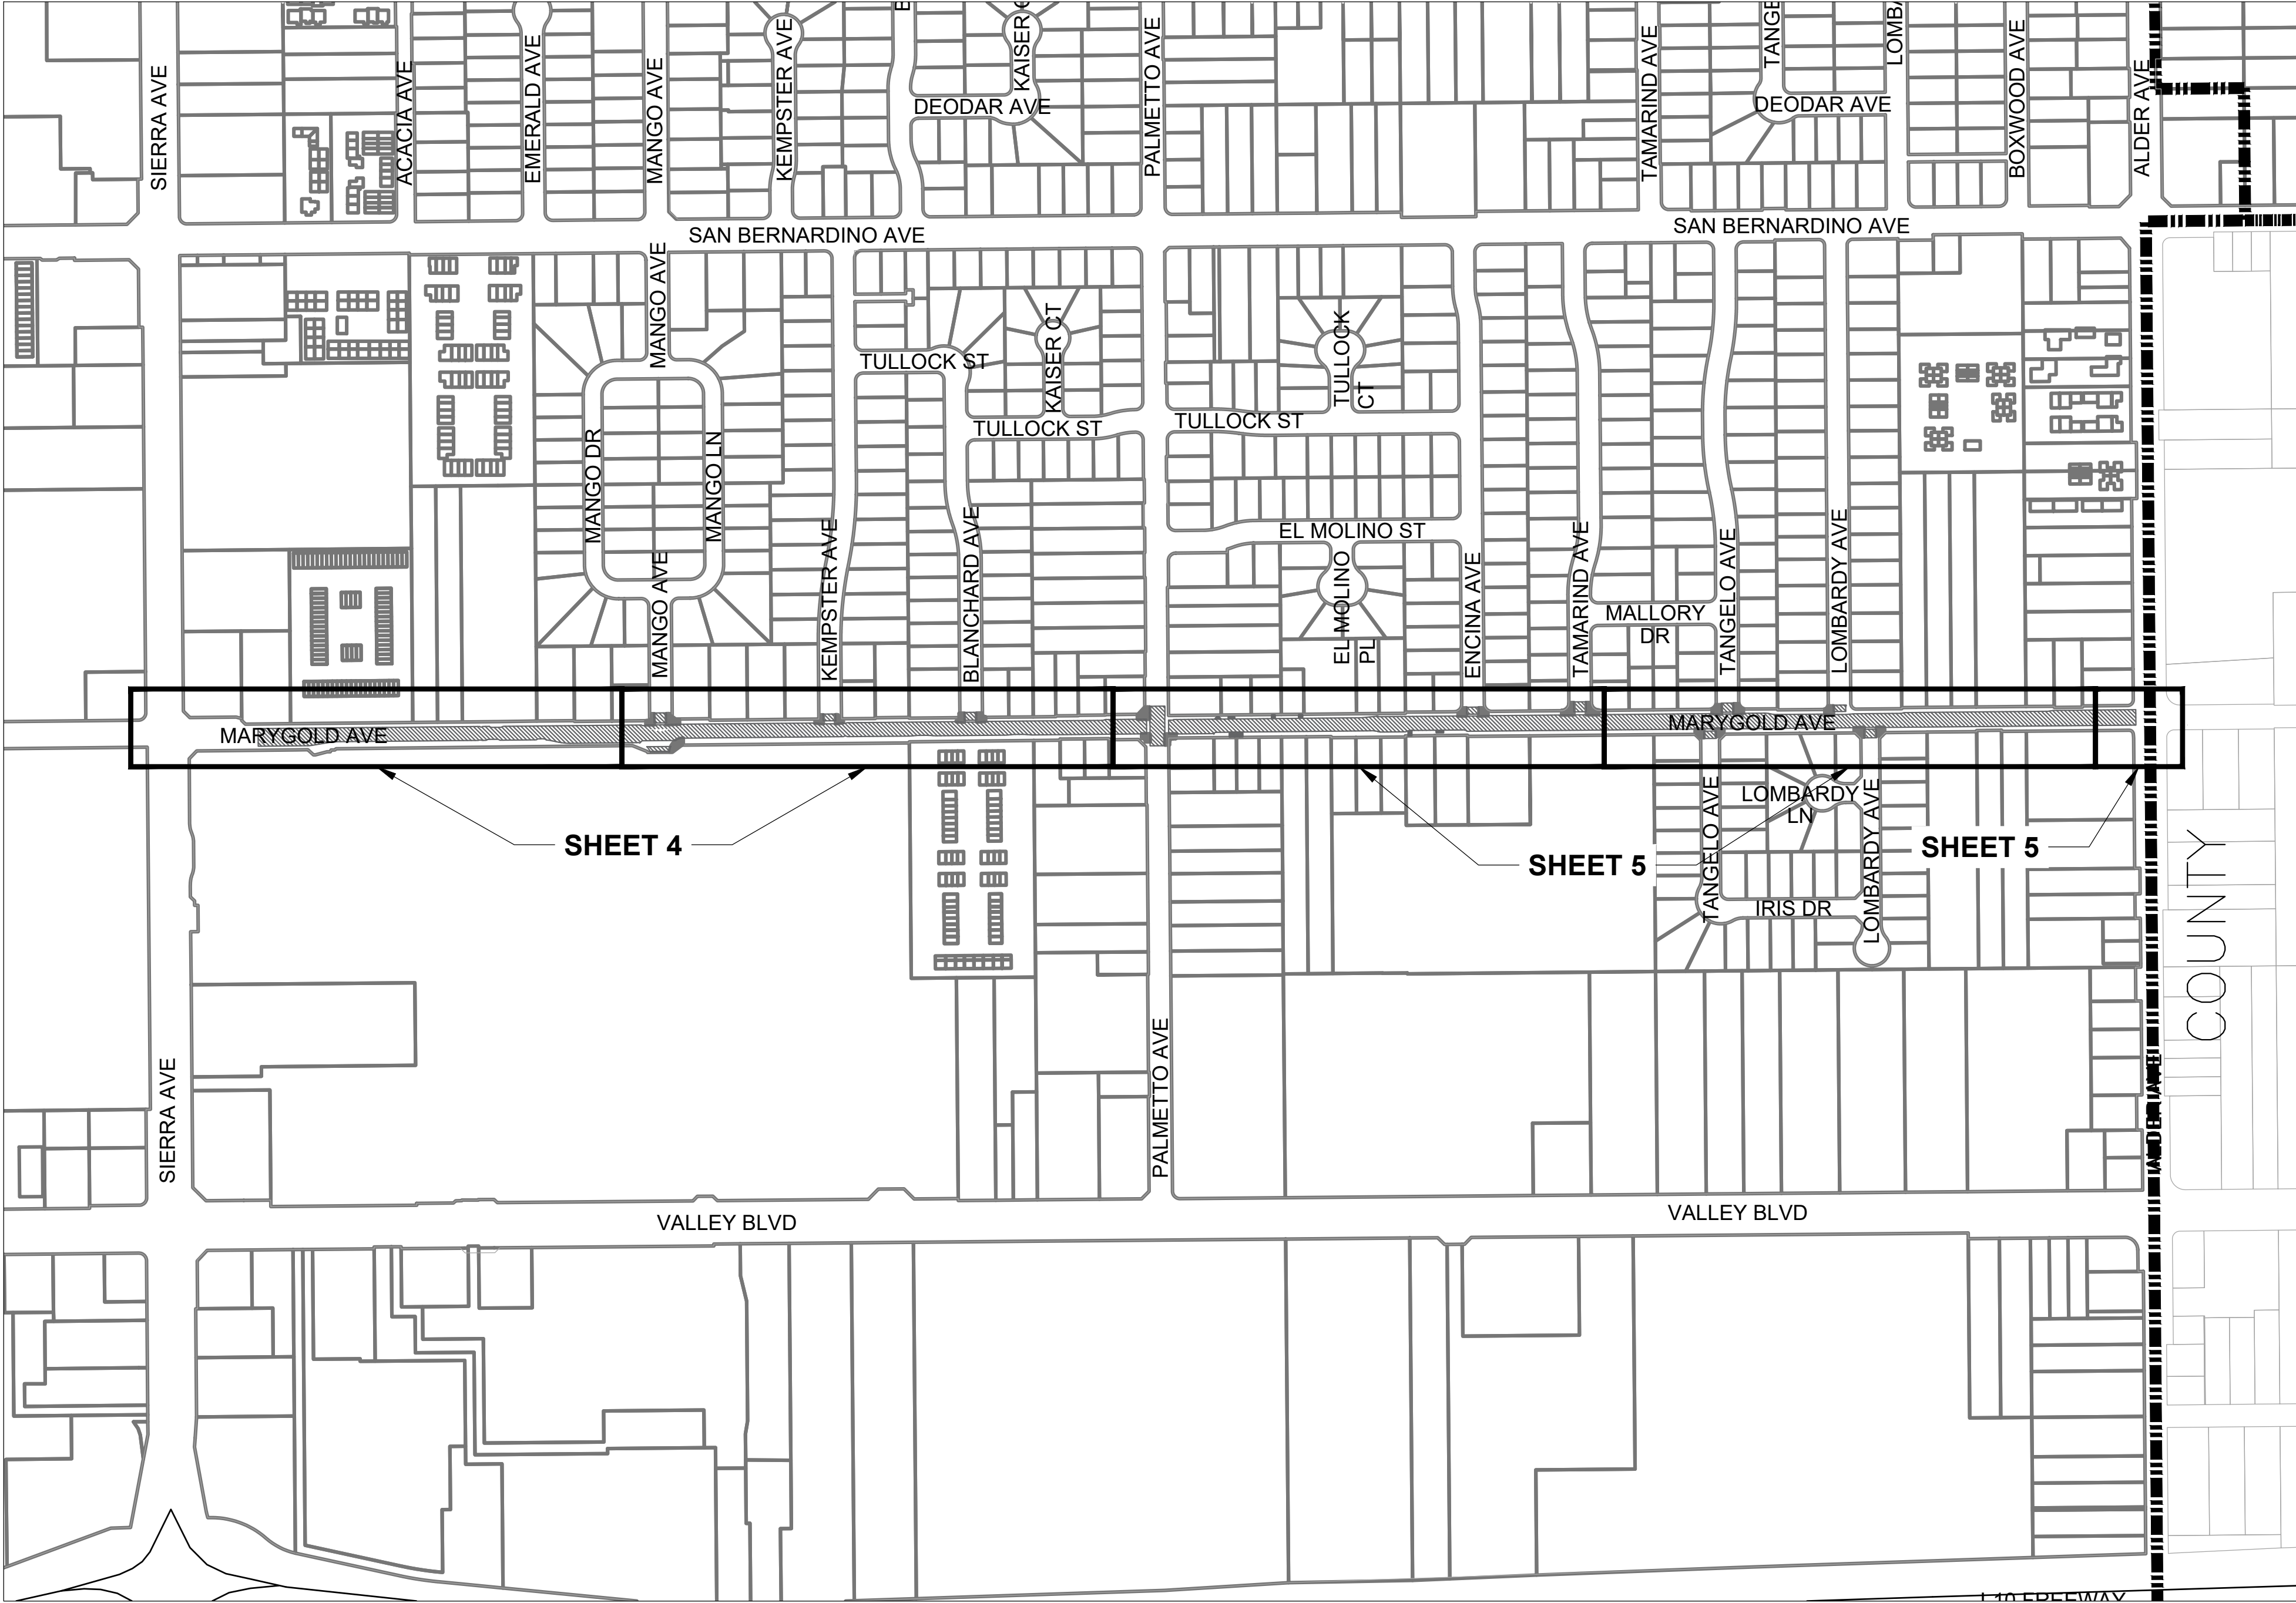 SIERRA AVE
ACACIA AVE
EMERALD AVE
MANGO AVE
KEMPSTER AVE
DEODAR AVE
PALMETTO AVE
TAMARIND AVE
DEODAR AVE
BOXWOOD AVE
ALDER AVE
SAN BERNARDINO AVE
SAN BERNARDINO AVE
MANGO AVE
TULLOCK ST
KAISER CT
TULLOCK
CT
TULLOCK ST
TULLOCK ST
MANGO DR
MANGO LN
EL MOLINO ST
MANGO AVE
KEMPSTER AVE
BLANCHARD AVE
EL MOLINO
PL
ENCINA AVE
TAMARIND AVE
MALLORY
DR
TANGELO AVE
LOMBARDY AVE
MARYGOLD AVE
MARYGOLD AVE
SHEET 4
SHEET 5
SHEET 5
TANGELO AVE
LOMBARDY
LN
LOMBARDY AVE
IRIS DR
COUNTY
SIERRA AVE
PALMETTO AVE
ALDER AVE
VALLEY BLVD
VALLEY BLVD
I-10 FREEWAY